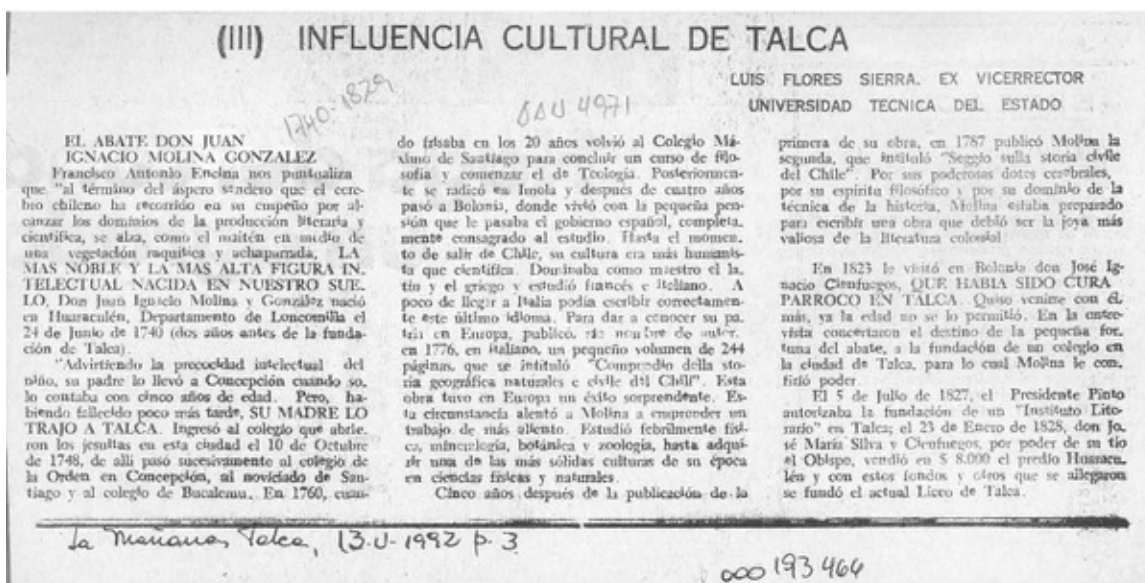 (III) INFLUENCIA CULTURAL DE TALCA
LUIS FLORES SIERRA. EX VICERRECTOR
UNIVERSIDAD TECNICA DEL ESTADO
1740-1829
AAU 4971
EL ABATE DON JUAN
IGNACIO MOLINA GONZALEZ
Francisco Antonio Encina nos puntualiza
que "al término del áspero sendero que el cere-
bro chileno ha recorrido en su empeño por al-
canzar los dominios de la producción literaria y
científica, se alza, como el maitén en medio de
una vegetación raquítica y achaparrada, LA
MAS NOBLE Y LA MAS ALTA FIGURA IN-
TELECTUAL NACIDA EN NUESTRO SUE-
LO, Don Juan Ignacio Molina y González nació
en Huaraculén, Departamento de Loncomilla el
24 de Junio de 1740 (dos años antes de la funda-
ción de Talca).
"Advirtiendo la precocidad intelectual del
niño, su padre lo llevó a Concepción cuando so-
lo contaba con cinco años de edad. Pero, ha-
biendo fallecido poco más tarde, SU MADRE LO
TRAJO A TALCA. Ingresó al colegio que abrie-
ron los jesuitas en esta ciudad el 10 de Octubre
de 1748, de allí pasó sucesivamente al colegio de
la Orden en Concepción, al noviciado de San-
tiago y al colegio de Bucalemu. En 1760, cuan-
do frisaba en los 20 años volvió al Colegio Má-
ximo de Santiago para concluir un curso de filo-
sofía y comenzar el de Teología. Posteriormen-
te se radicó en Imola y después de cuatro años
pasó a Bolonia, donde vivió con la pequeña pen-
sión que le pasaba el gobierno español, completa-
mente consagrado al estudio. Hasta el momen-
to de salir de Chile, su cultura era más humanis-
ta que científica. Dominaba como maestro el la-
tín y el griego y estudió francés e italiano. A
poco de llegar a Italia podía escribir correctamen-
te este último idioma. Para dar a conocer su pa-
tria en Europa, publicó, sin nombre de autor,
en 1776, en italiano, un pequeño volumen de 244
páginas, que se intituló "Compendio della sto-
ria geográfica naturales e civile del Chili". Esta
obra tuvo en Europa un éxito sorprendente. Es-
ta circunstancia alentó a Molina a emprender un
trabajo de más aliento. Estudió febrilmente físi-
ca, mineralogía, botánica y zoología, hasta adqui-
rir una de las más sólidas culturas de su época
en ciencias físicas y naturales.
Cinco años después de la publicación de la
primera de su obra, en 1787 publicó Molina la
segunda, que intituló "Seggio sulla storia civile
del Chile". Por sus poderosas dotes cerebrales,
por su espíritu filosófico y por su dominio de la
técnica de la historia, Molina estaba preparado
para escribir una obra que debió ser la joya más
valiosa de la literatura colonial
En 1823 le visitó en Bolonia don José Ig-
nacio Cienfuegos, QUE HABIA SIDO CURA
PARROCO EN TALCA. Quiso venirse con él,
más, ya la edad no se lo permitió. En la entre-
vista concertaron el destino de la pequeña for-
tuna del abate, a la fundación de un colegio en
la ciudad de Talca, para lo cual Molina le con-
firió poder.
El 5 de Julio de 1827, el Presidente Pinto
autorizaba la fundación de un "Instituto Lite-
rario" en Talca; el 23 de Enero de 1828, don Jo-
sé María Silva y Cienfuegos, por poder de su tío
el Obispo, vendió en $ 8.000 el predio Huaracu-
lén y con estos fondos y otros que se allegaron
se fundó el actual Liceo de Talca.
La Mañana, Talca, 13-V-1992 p. 3
000 193 464